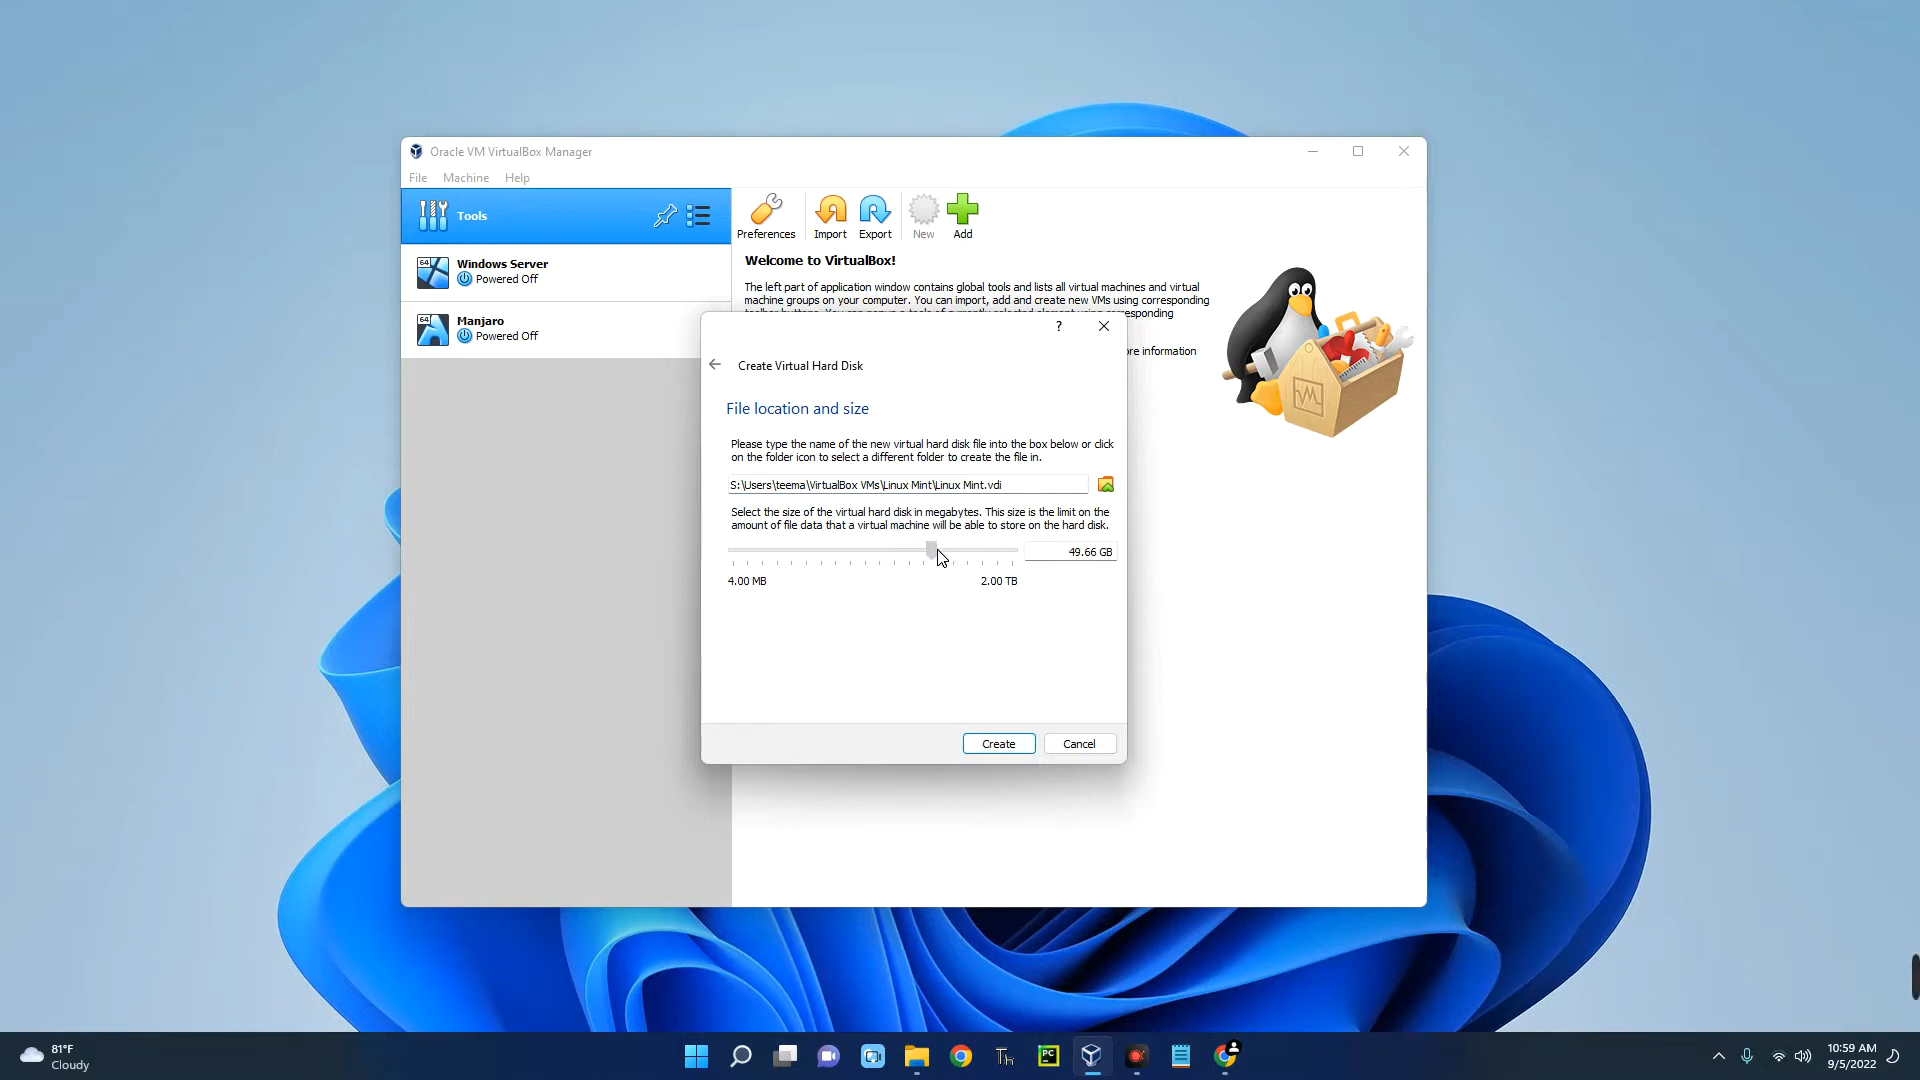 Oracle VM VirtualBox Manager
File Machine Help
Tools
Preferences Import Export New Add
64 Windows Server
Powered Off
64 Manjaro
Powered Off
Welcome to VirtualBox!
The left part of application window contains global tools and lists all virtual machines and virtual
machine groups on your computer. You can import, add and create new VMs using corresponding
re information
?
Create Virtual Hard Disk
File location and size
Please type the name of the new virtual hard disk file into the box below or click
on the folder icon to select a different folder to create the file in.
S:\Users\teema\VirtualBox VMs\Linux Mint\Linux Mint.vdi
Select the size of the virtual hard disk in megabytes. This size is the limit on the
amount of file data that a virtual machine will be able to store on the hard disk.
49.66 GB
4.00 MB 2.00 TB
Create Cancel
81°F
Cloudy
Th
PC
10:59 AM
9/5/2022